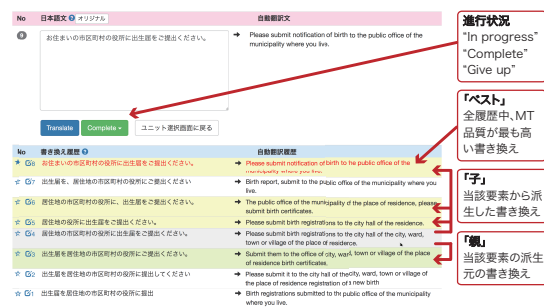 No 日本語文 オリジナル 自動翻訳文
9 お住まいの市区町村の役所に出生届をご提出ください。 → Please submit notification of birth to the public office of the
municipality where you live.
Translate Complete ユニット選択画面に戻る
No 書き換え履歴 自動翻訳履歴
8 お住まいの市区町村の役所に出生届をご提出ください。 → Please submit notification of birth to he public office of the
municipality where you live.
7 出生届を、居住地の市区町村の役所にご提出ください → Birth report, submit to the public office of the municipality where you
live.
6 居住地の市区町村の役所に、出生届をご提出ください。 → The public office of the municipality of the place of residence, please
submit birth certificates.
5 居住地の役所に出生届をご提出ください。 → Please submit birth registrations to the city hall of the residence.
4 居住地の市区町村の役所に出生届をご提出ください。 → Please submit birth registrations to the city hall of the city, ward,
town or village of the place of residence.
3 出生届を居住地の市区町村の役所にご提出ください。 → Submit them to the office of city, ward, town or village of the place
of residence birth certificates.
2 出生届を居住地の市区町村の役所に提出してください → Please submit it to the city hall of the city, ward, town or village of
the place of residence registration of a new birth
1 出生届を居住地の市区町村の役所に提出 → Birth registrations submitted to the public office of the municipality
where you live.
進行状況
“In progress”
“Complete”
“Give up”
「ベスト」
全履歴中、MT
品質が最も高
い書き換え
「子」
当該要素から派
生した書き換え
「親」
当該要素の派生
元の書き換え